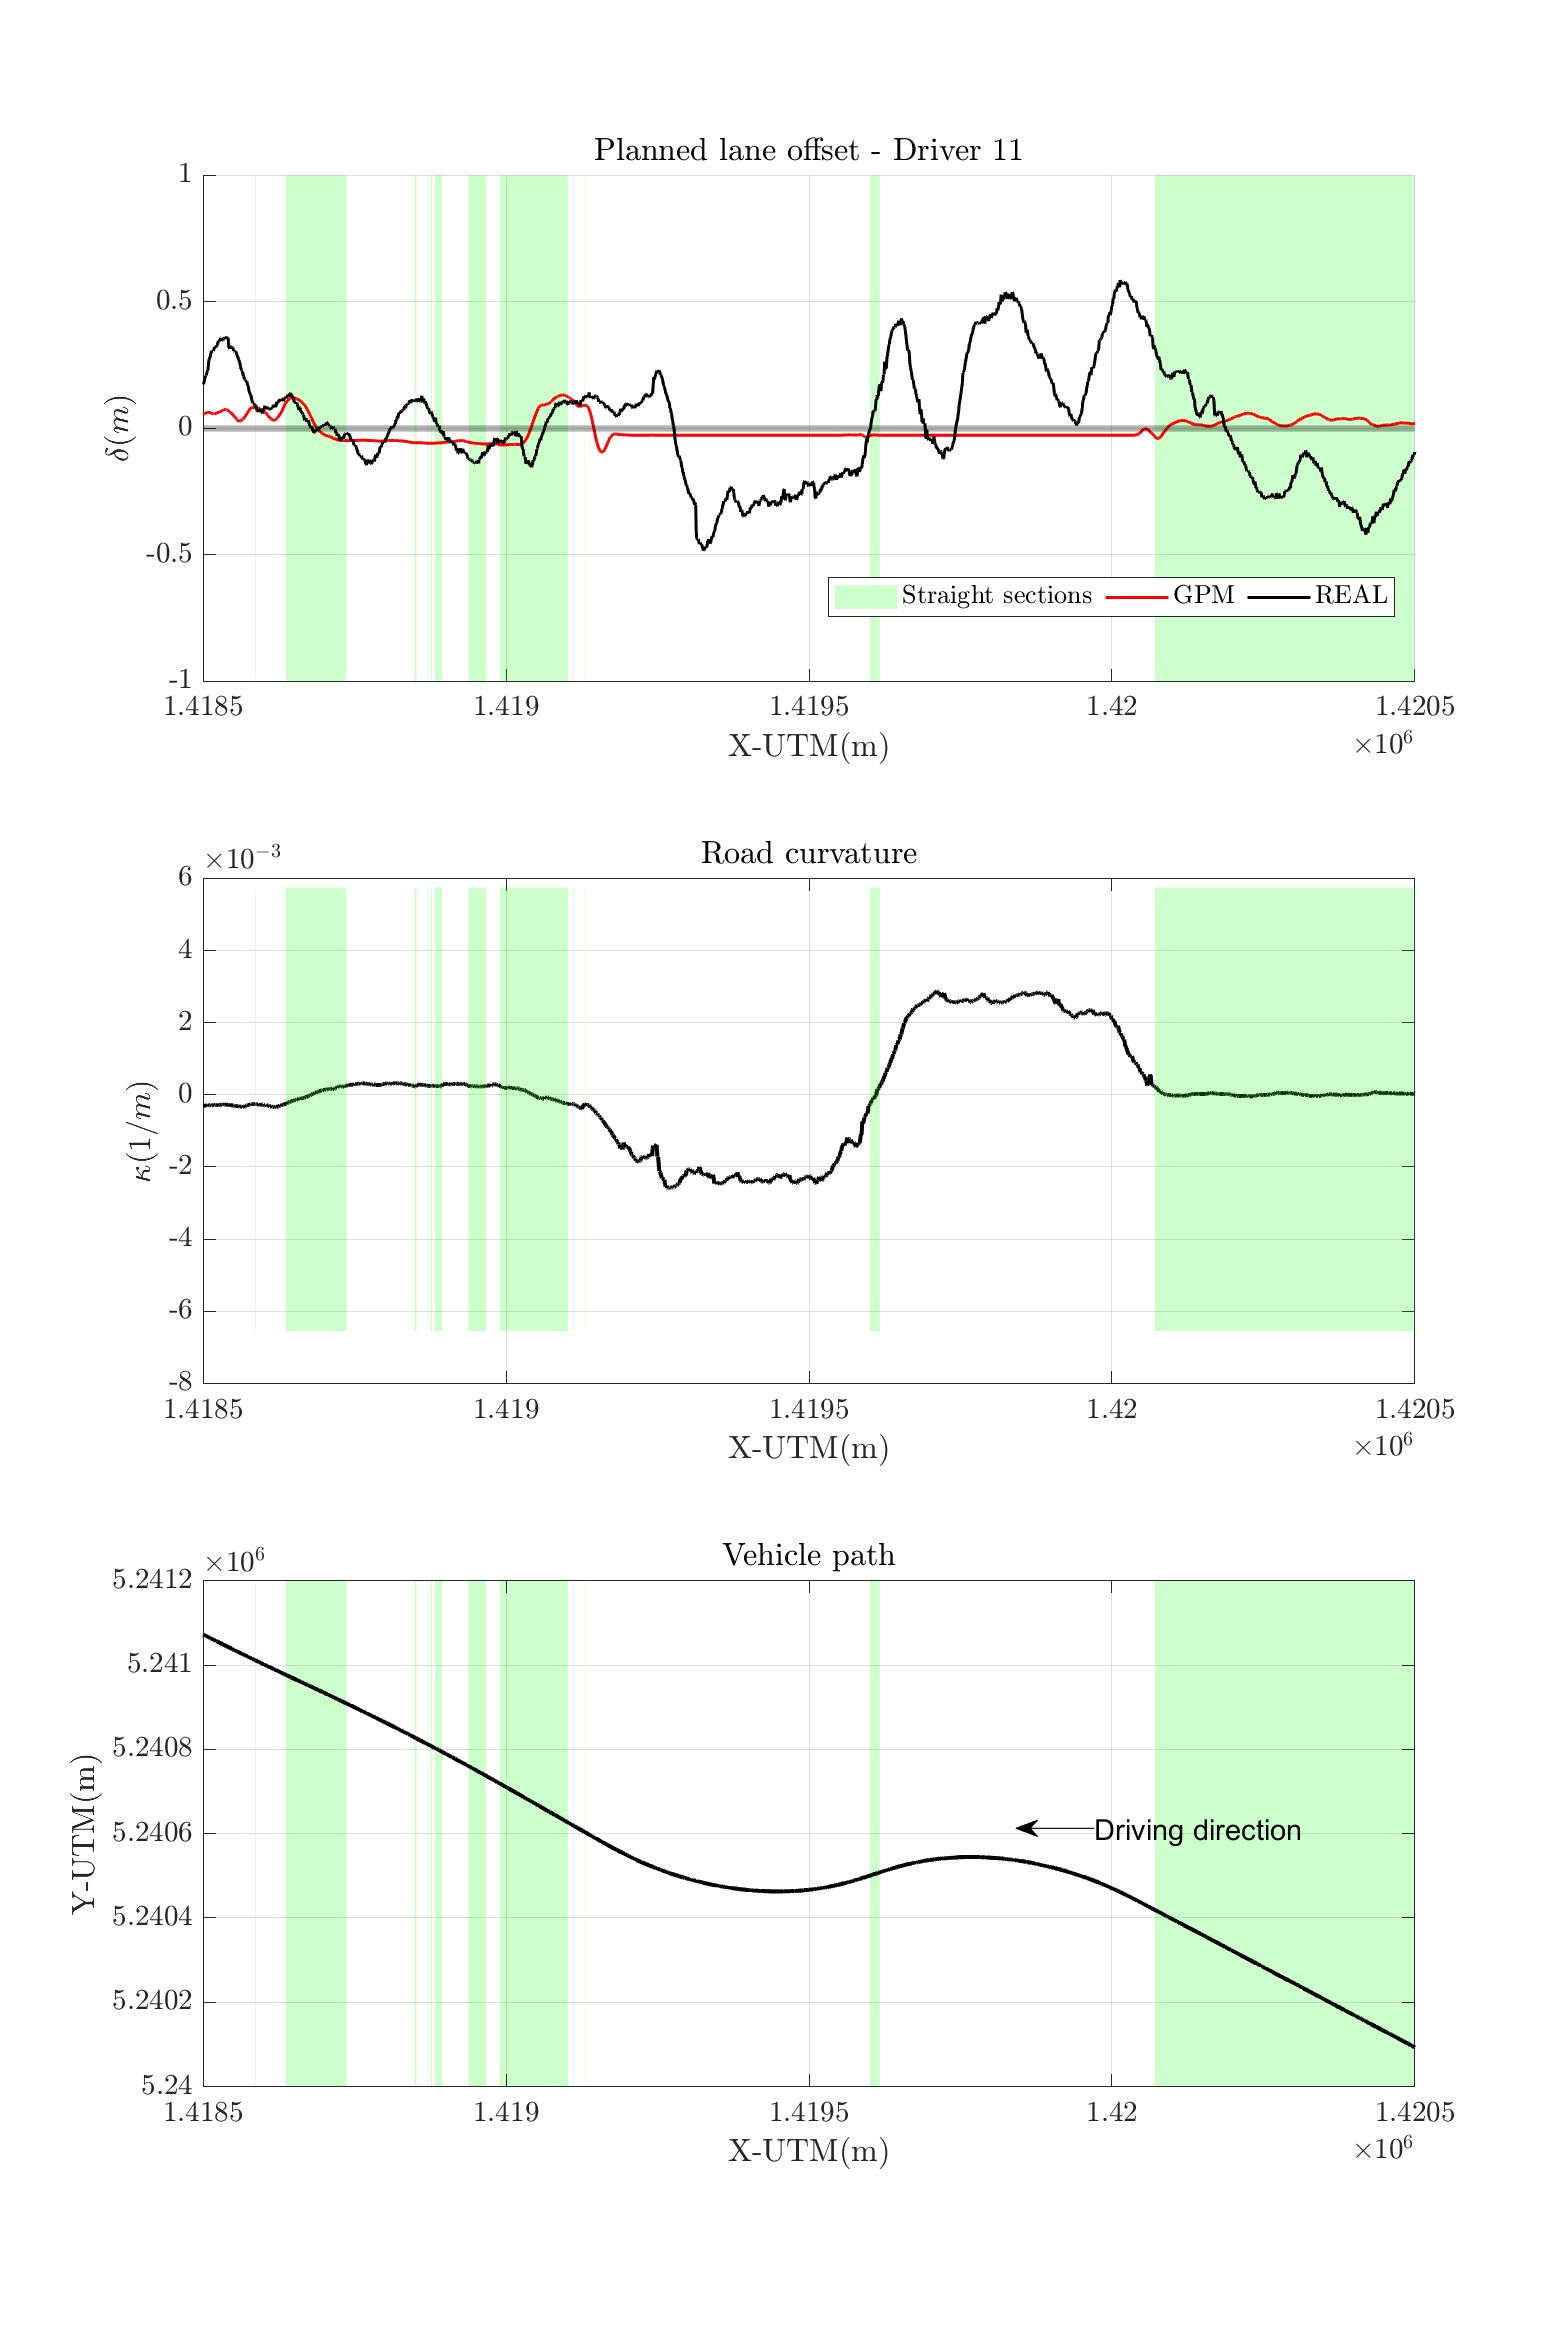 Planned lane offset - Driver 11
1
0.5
0
-0.5
-1
δ(m)
Straight sections GPM REAL
1.4185 1.419 1.4195 1.42 1.4205
X-UTM(m)
×10⁶
Road curvature
×10⁻³
6
4
2
0
-2
-4
-6
-8
κ(1/m)
1.4185 1.419 1.4195 1.42 1.4205
X-UTM(m)
×10⁶
Vehicle path
×10⁶
5.2412
5.241
5.2408
5.2406
5.2404
5.2402
5.24
Y-UTM(m)
Driving direction
1.4185 1.419 1.4195 1.42 1.4205
X-UTM(m)
×10⁶